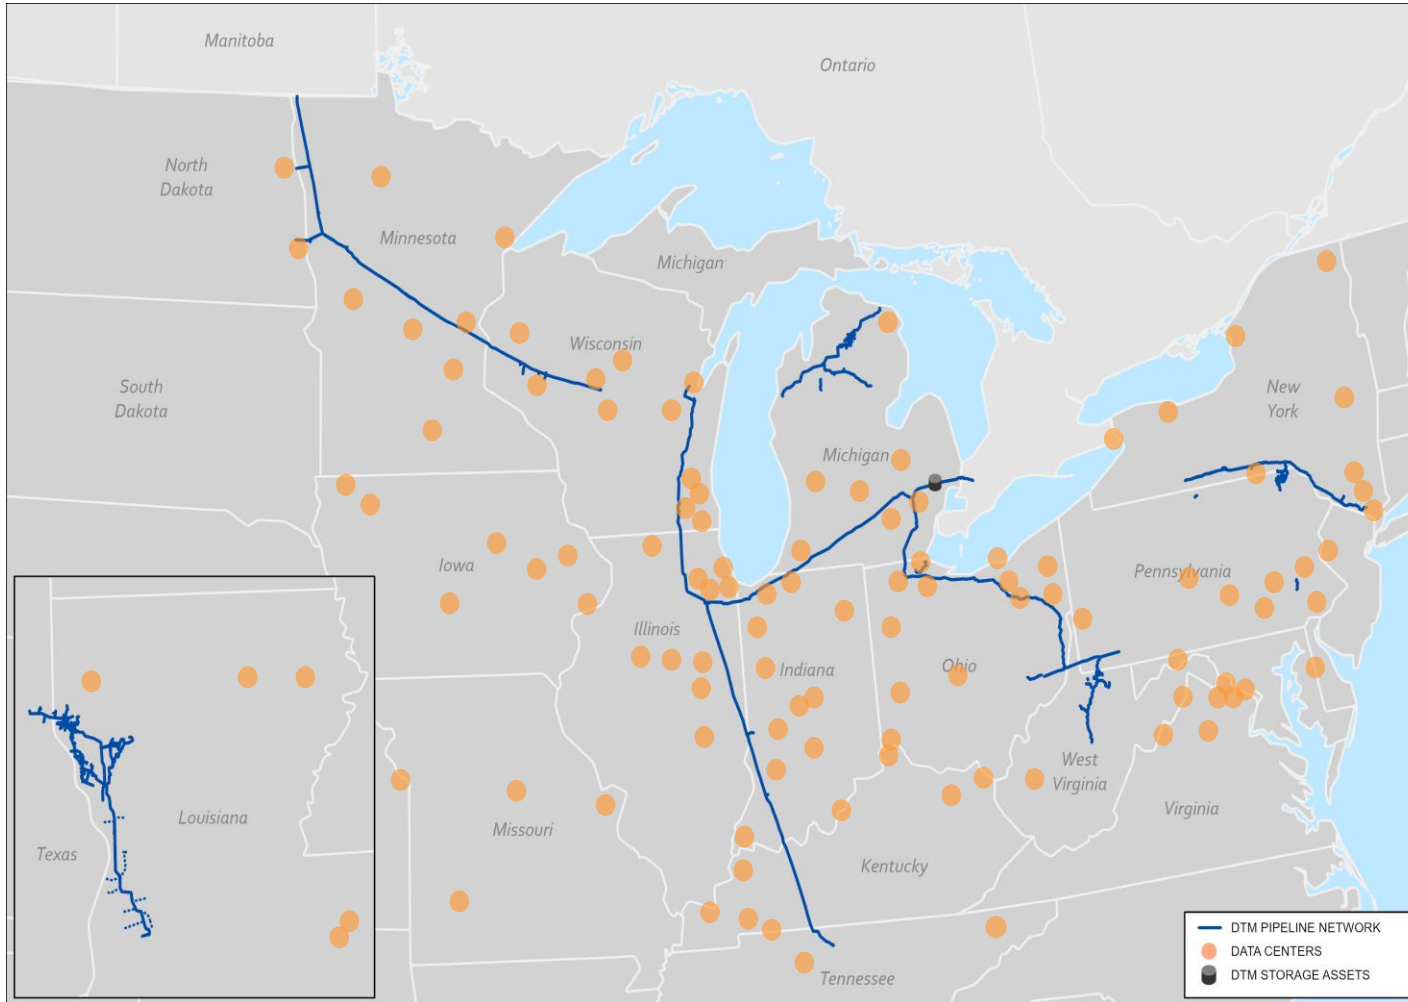 Manitoba
Ontario
North
Dakota
Minnesota
Michigan
Wisconsin
South
Dakota
New
York
Michigan
Iowa
Pennsylvania
Illinois
Indiana
Ohio
West
Virginia
Virginia
Missouri
Kentucky
Tennessee
Louisiana
Texas
DTM PIPELINE NETWORK
DATA CENTERS
DTM STORAGE ASSETS